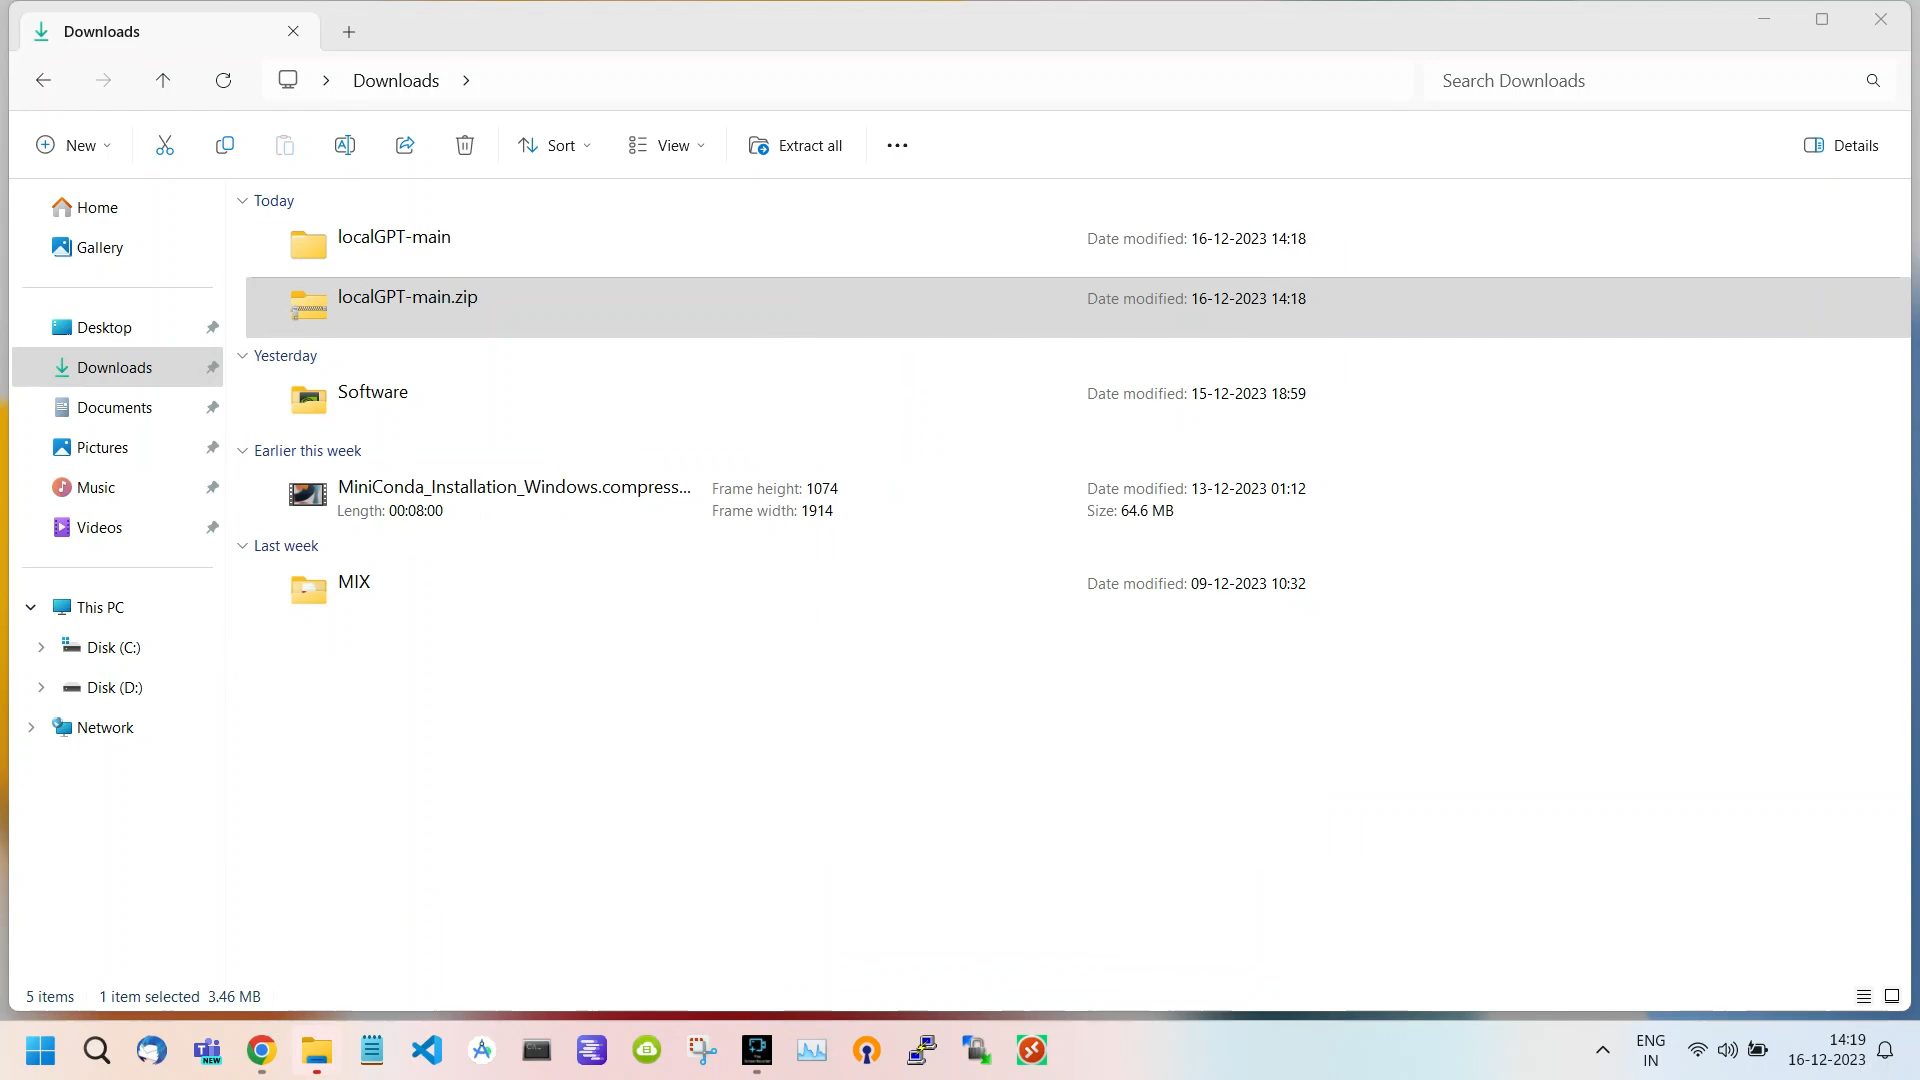 Downloads
Downloads
Search Downloads
New
Sort
View
Extract all
Details
Home
Gallery
Desktop
Downloads
Documents
Pictures
Music
Videos
This PC
Disk (C:)
Disk (D:)
Network
Today
localGPT-main
Date modified: 16-12-2023 14:18
localGPT-main.zip
Date modified: 16-12-2023 14:18
Yesterday
Software
Date modified: 15-12-2023 18:59
Earlier this week
MiniConda_Installation_Windows.compress...
Frame height: 1074
Date modified: 13-12-2023 01:12
Length: 00:08:00
Frame width: 1914
Size: 64.6 MB
Last week
MIX
Date modified: 09-12-2023 10:32
5 items 1 item selected 3.46 MB
NEW
ENG
IN
14:19
16-12-2023